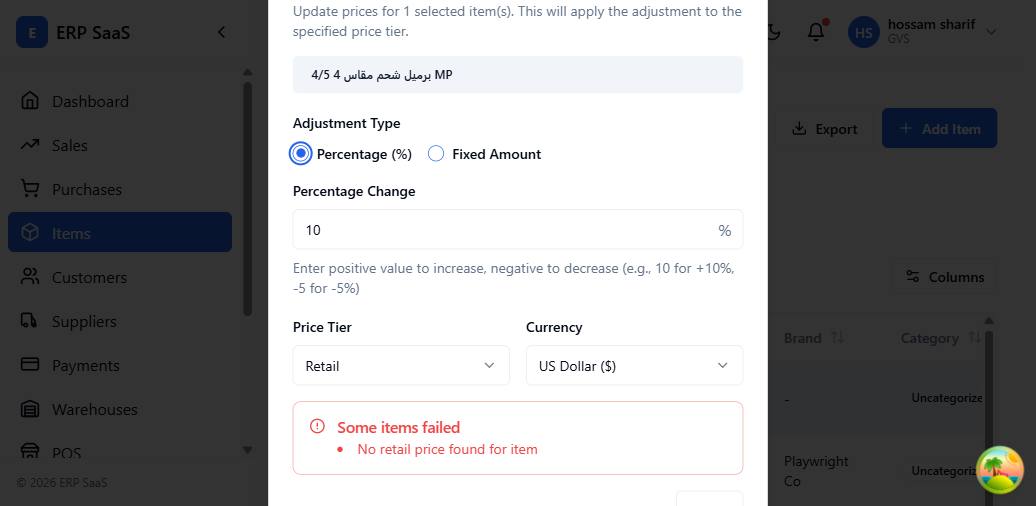 E ERP SaaS
Dashboard
Sales
Purchases
Items
Customers
Suppliers
Payments
Warehouses
POS
© 2026 ERP SaaS
Update prices for 1 selected item(s). This will apply the adjustment to the
specified price tier.
برميل شحم مقاس 4 4/5 MP
Adjustment Type
Percentage (%) Fixed Amount
Percentage Change
10 %
Enter positive value to increase, negative to decrease (e.g., 10 for +10%,
-5 for -5%)
Price Tier Currency
Retail US Dollar ($)
Some items failed
• No retail price found for item
HS hossam sharif
GVS
Export + Add Item
Columns
Brand Category
- Uncategorize
Playwright
Co
Uncategoriz